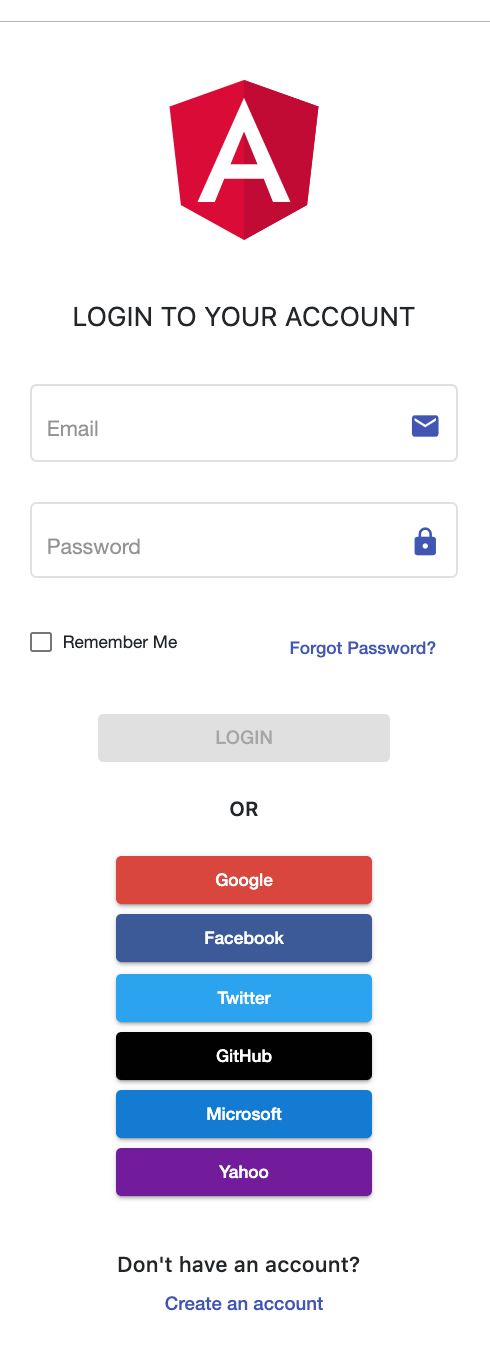 A
LOGIN TO YOUR ACCOUNT
Email
Password
Remember Me
Forgot Password?
LOGIN
OR
Google
Facebook
Twitter
GitHub
Microsoft
Yahoo
Don't have an account?
Create an account